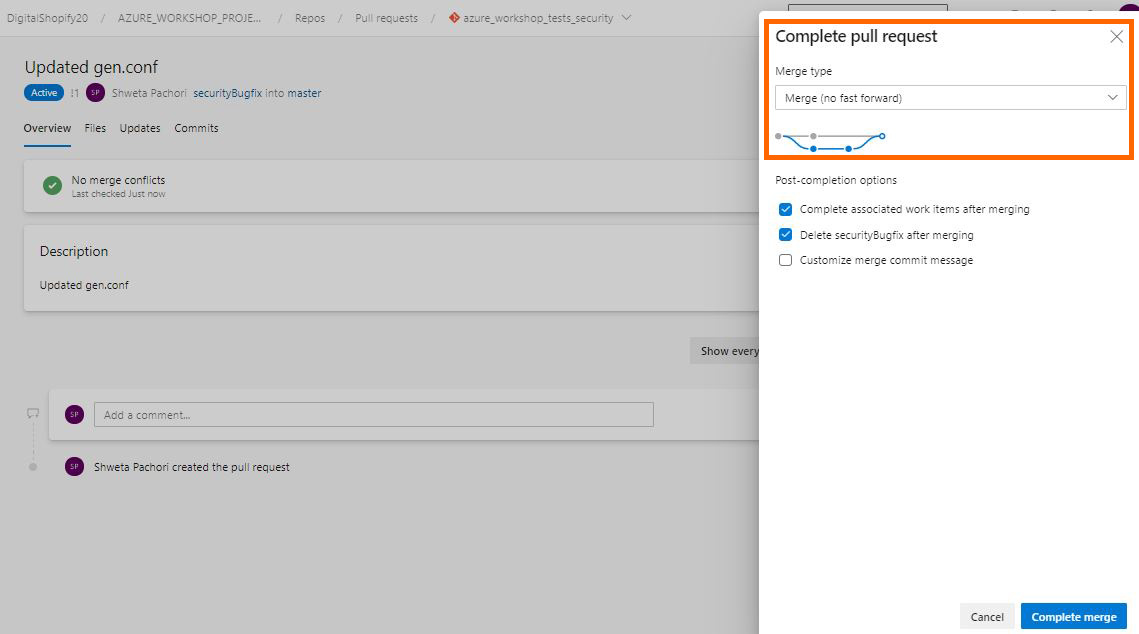 DigitalShopify20 / AZURE_WORKSHOP_PROJE... / Repos / Pull requests / azure_workshop_tests_security
Updated gen.conf
Active !1 SP Shweta Pachori securityBugfix into master
Overview Files Updates Commits
No merge conflicts
Last checked Just now
Description
Updated gen.conf
Show every
SP Add a comment...
SP Shweta Pachori created the pull request
Complete pull request
Merge type
Merge (no fast forward)
Post-completion options
Complete associated work items after merging
Delete securityBugfix after merging
Customize merge commit message
Cancel Complete merge